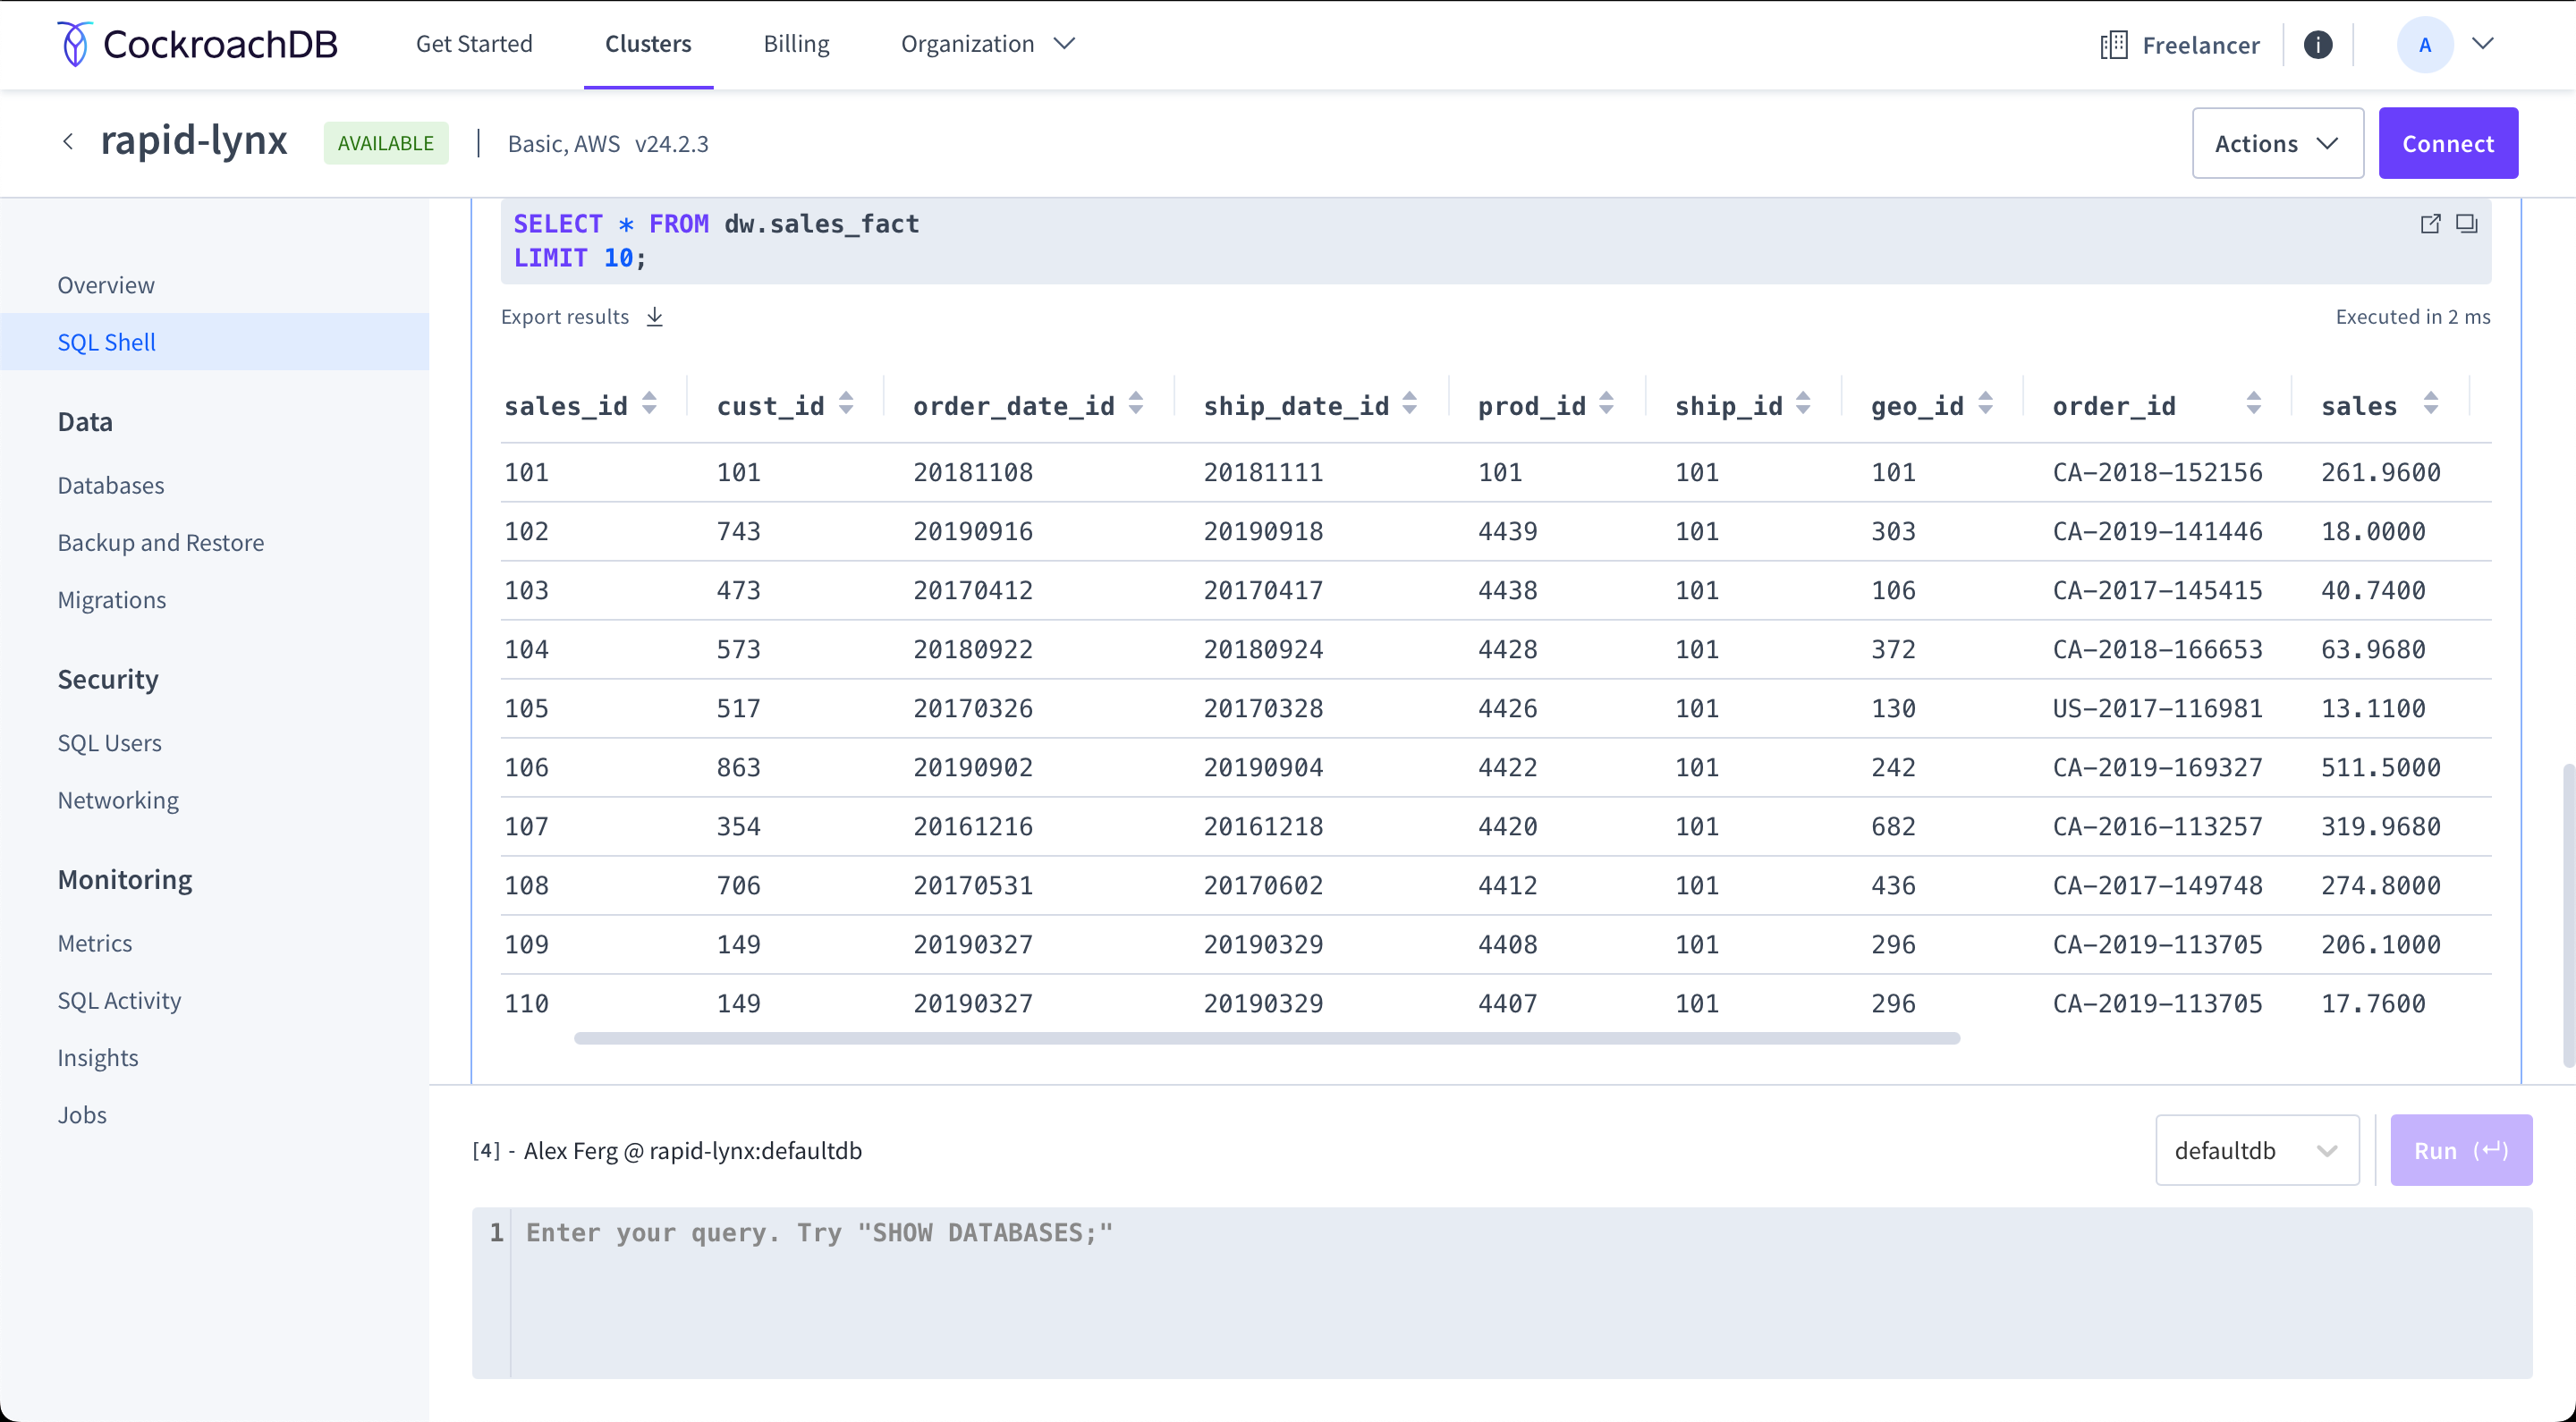 CockroachDB Get Started Clusters Billing Organization Freelancer i A
rapid-lynx AVAILABLE | Basic, AWS v24.2.3 Actions Connect
Overview
SQL Shell
Data
Databases
Backup and Restore
Migrations
Security
SQL Users
Networking
Monitoring
Metrics
SQL Activity
Insights
Jobs
SELECT * FROM dw.sales_fact
LIMIT 10;
Export results Executed in 2 ms
sales_id cust_id order_date_id ship_date_id prod_id ship_id geo_id order_id sales
101 101 20181108 20181111 101 101 101 CA-2018-152156 261.9600
102 743 20190916 20190918 4439 101 303 CA-2019-141446 18.0000
103 473 20170412 20170417 4438 101 106 CA-2017-145415 40.7400
104 573 20180922 20180924 4428 101 372 CA-2018-166653 63.9680
105 517 20170326 20170328 4426 101 130 US-2017-116981 13.1100
106 863 20190902 20190904 4422 101 242 CA-2019-169327 511.5000
107 354 20161216 20161218 4420 101 682 CA-2016-113257 319.9680
108 706 20170531 20170602 4412 101 436 CA-2017-149748 274.8000
109 149 20190327 20190329 4408 101 296 CA-2019-113705 206.1000
110 149 20190327 20190329 4407 101 296 CA-2019-113705 17.7600
[4] - Alex Ferg @ rapid-lynx:defaultdb defaultdb Run (↵)
1 Enter your query. Try "SHOW DATABASES;"